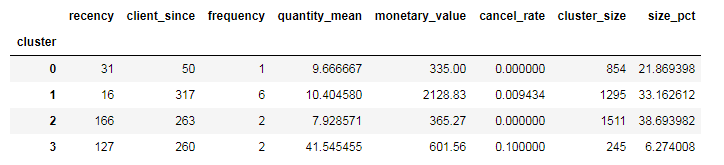 recency client_since frequency quantity_mean monetary_value cancel_rate cluster_size size_pct
cluster
0 31 50 1 9.666667 335.00 0.000000 854 21.869398
1 16 317 6 10.404580 2128.83 0.009434 1295 33.162612
2 166 263 2 7.928571 365.27 0.000000 1511 38.693982
3 127 260 2 41.545455 601.56 0.100000 245 6.274008